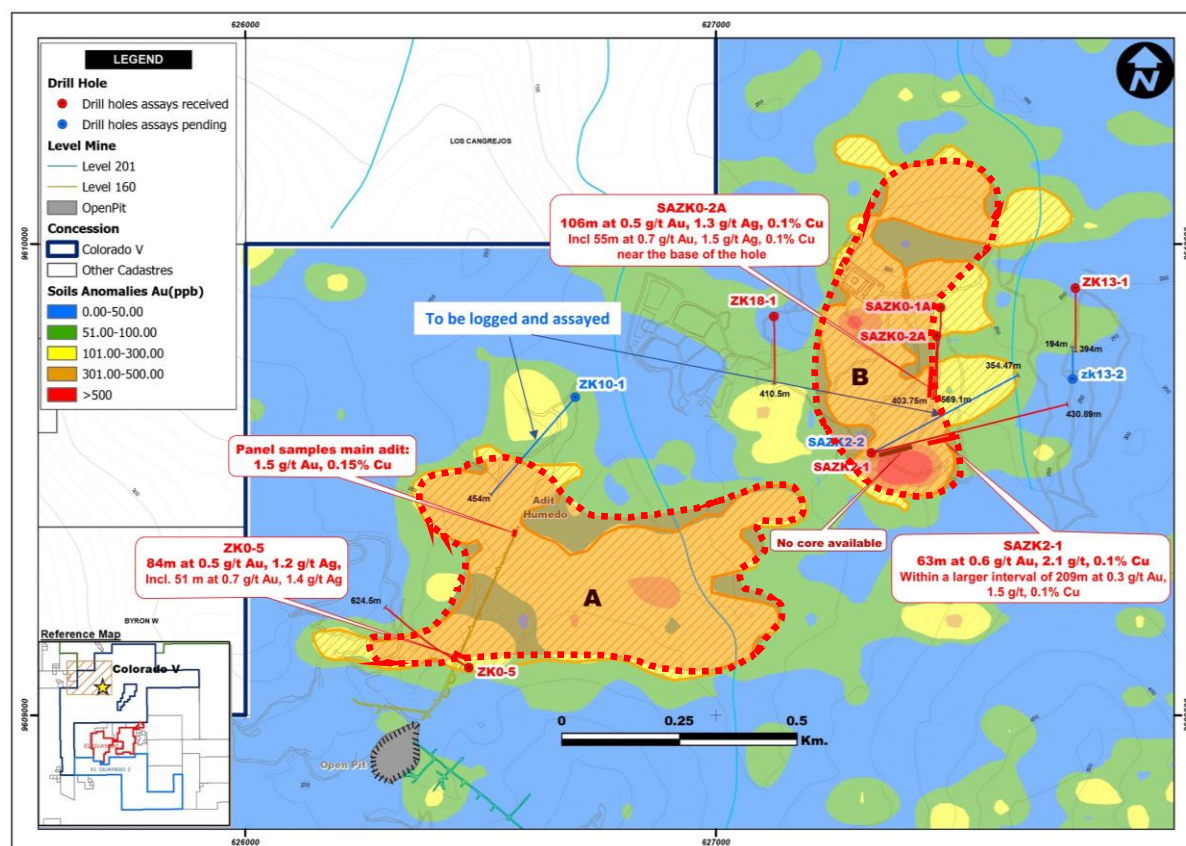 626000
627000
LEGEND
Drill Hole
Drill holes assays received
Drill holes assays pending
Level Mine
Level 201
Level 160
OpenPit
Concession
Colorado V
Other Cadastres
Soils Anomalies Au(ppb)
0.00-50.00
51.00-100.00
101.00-300.00
301.00-500.00
>500
N
LOS CANGREJOS
9610000
SAZK0-2A
106m at 0.5 g/t Au, 1.3 g/t Ag, 0.1% Cu
Incl 55m at 0.7 g/t Au, 1.5 g/t Ag, 0.1% Cu
near the base of the hole
ZK18-1
410.5m
SAZK0-1A
SAZK0-2A
ZK13-1
194m
394m
zk13-2
354.47m
403.75m
569.1m
430.89m
B
SAZK2-2
SAZK2-1
To be logged and assayed
ZK10-1
454m
Panel samples main adit:
1.5 g/t Au, 0.15% Cu
Adit
Humedo
No core available
SAZK2-1
63m at 0.6 g/t Au, 2.1 g/t, 0.1% Cu
Within a larger interval of 209m at 0.3 g/t Au,
1.5 g/t, 0.1% Cu
ZK0-5
84m at 0.5 g/t Au, 1.2 g/t Ag,
Incl. 51 m at 0.7 g/t Au, 1.4 g/t Ag
624.5m
A
ZK0-5
BYRON W
Reference Map
Colorado V
EL GUAYABO 2
9609000
Open Pit
0
0.25
0.5
Km.
626000
627000